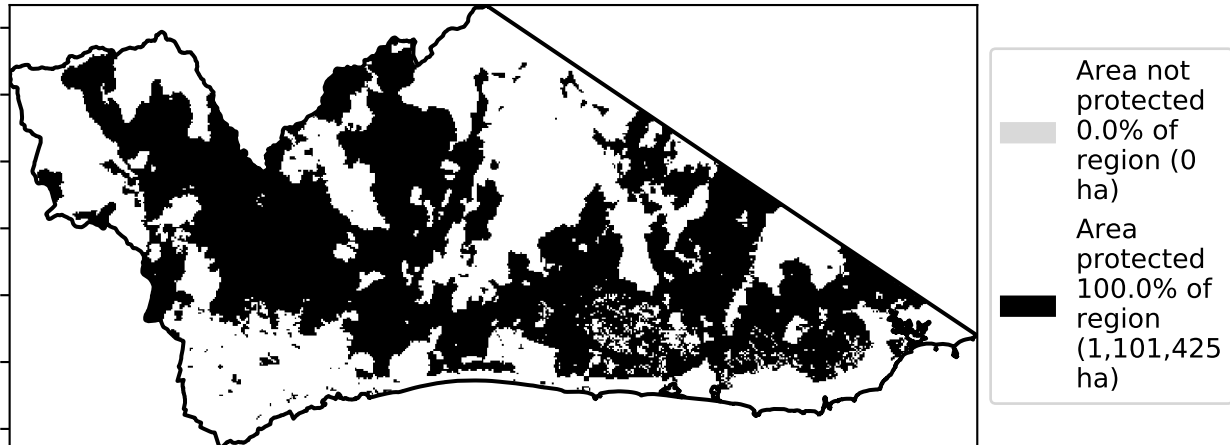 Area not
protected
0.0% of
region (0
ha)
Area
protected
100.0% of
region
(1,101,425
ha)